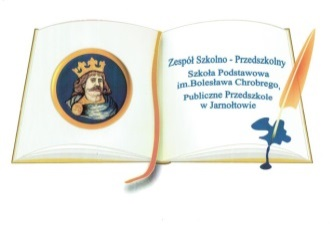 Zespół Szkolno - Przedszkolny
Szkoła Podstawowa
im.Bolesława Chrobrego,
Publiczne Przedszkole
w Jarnołtowie